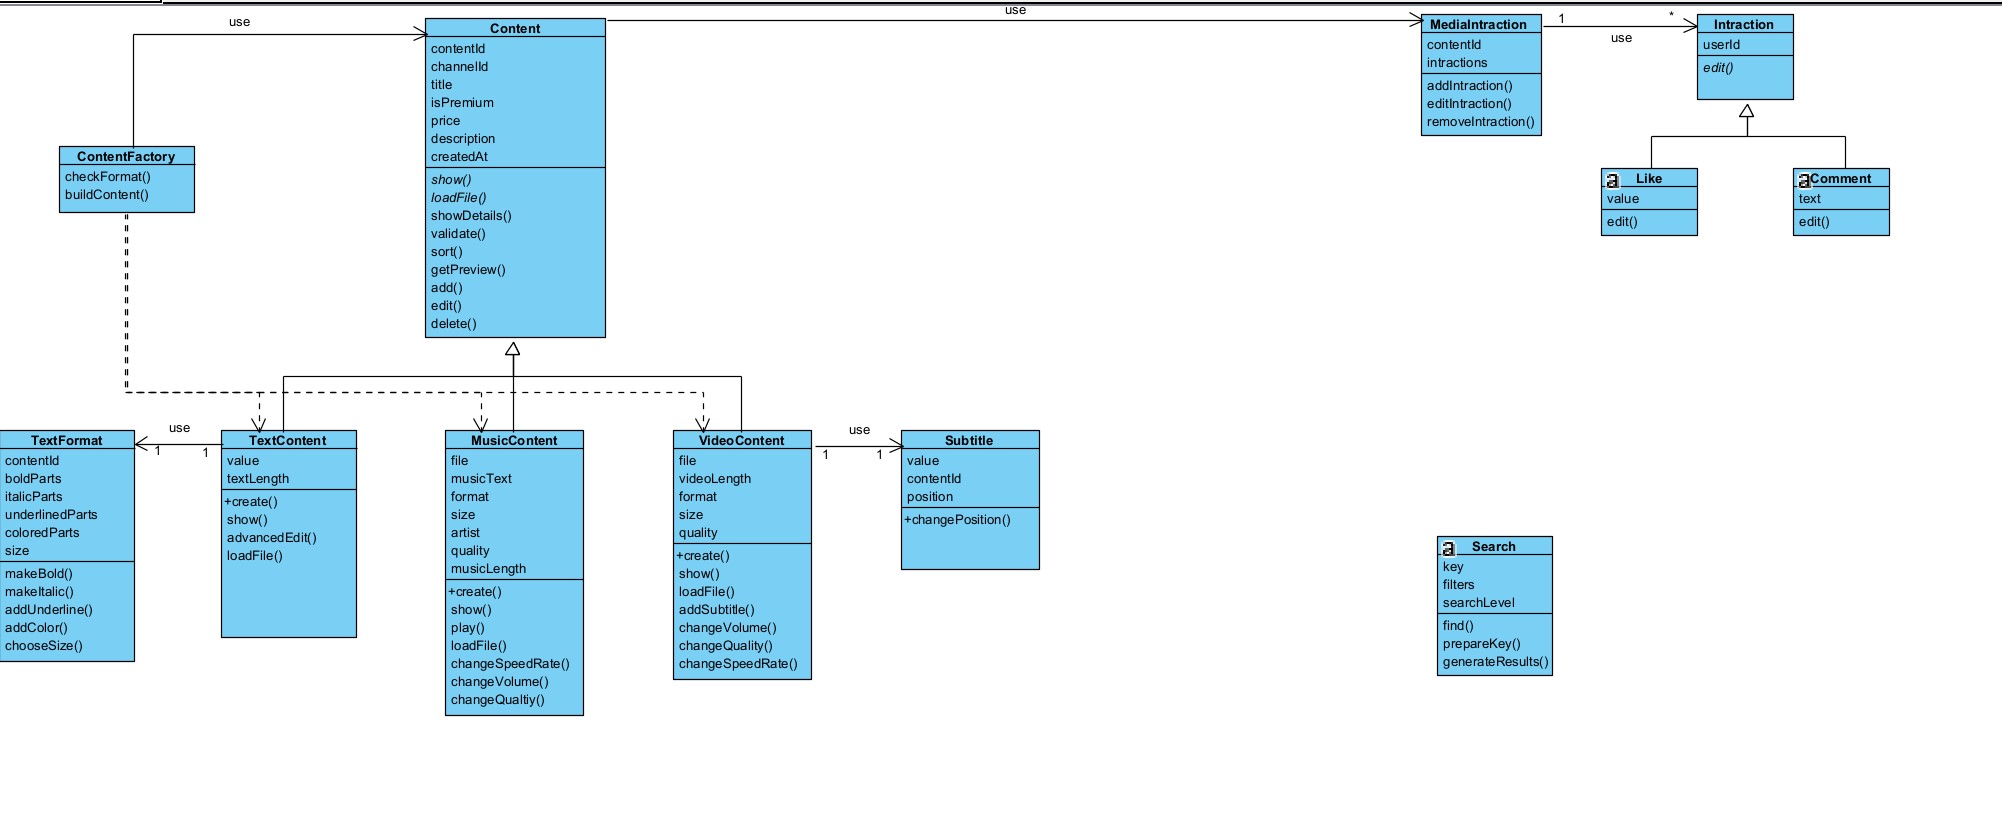 use
use
Content
contentId
channelId
title
isPremium
price
description
createdAt
show()
loadFile()
showDetails()
validate()
sort()
getPreview()
add()
edit()
delete()
MediaIntraction
contentId
intractions
addIntraction()
editIntraction()
removeIntraction()
1
*
use
Intraction
userId
edit()
ContentFactory
checkFormat()
buildContent()
a Like
value
edit()
a Comment
text
edit()
TextFormat
contentId
boldParts
italicParts
underlinedParts
coloredParts
size
makeBold()
makeItalic()
addUnderline()
addColor()
chooseSize()
use
1
1
TextContent
value
textLength
+create()
show()
advancedEdit()
loadFile()
MusicContent
file
musicText
format
size
artist
quality
musicLength
+create()
show()
play()
loadFile()
changeSpeedRate()
changeVolume()
changeQualtiy()
VideoContent
file
videoLength
format
size
quality
+create()
show()
loadFile()
addSubtitle()
changeVolume()
changeQuality()
changeSpeedRate()
use
1
1
Subtitle
value
contentId
position
+changePosition()
a Search
key
filters
searchLevel
find()
prepareKey()
generateResults()